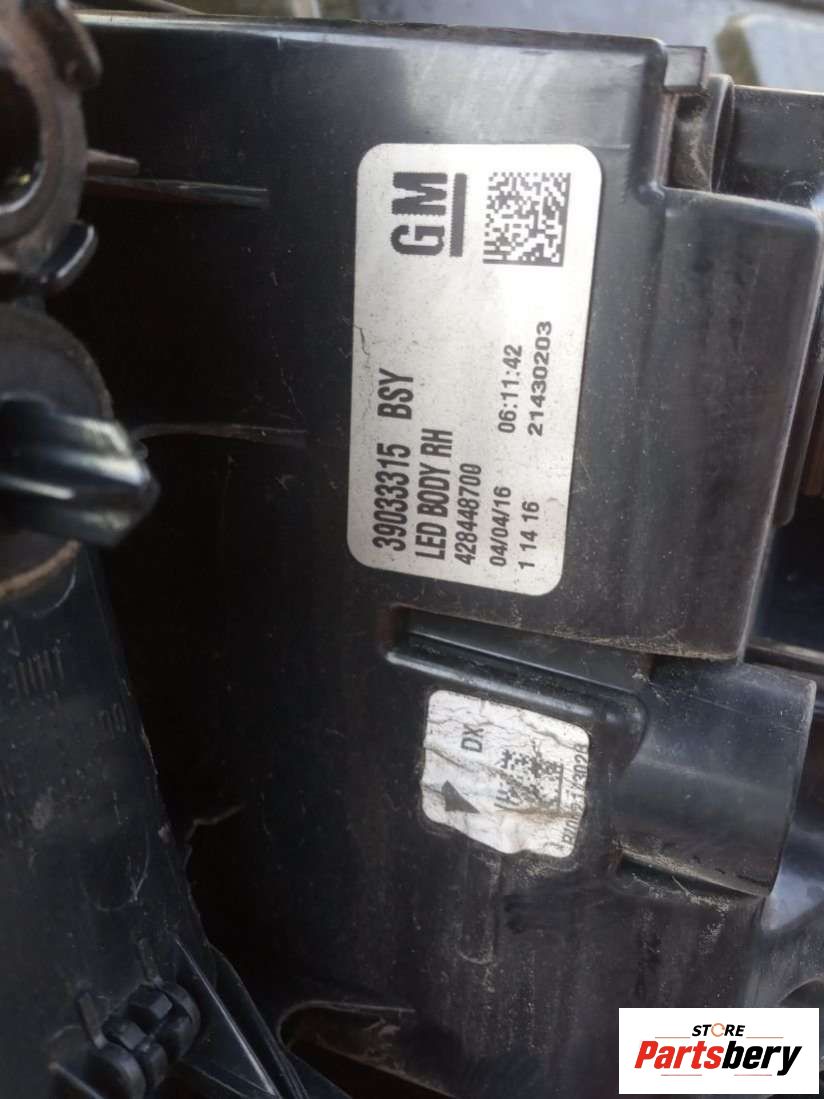 GM
39033315 BSY
LED BODY RH
428448700
04/04/16 06:11:42
1 14 16 21430203
DX
STORE
Partsbery